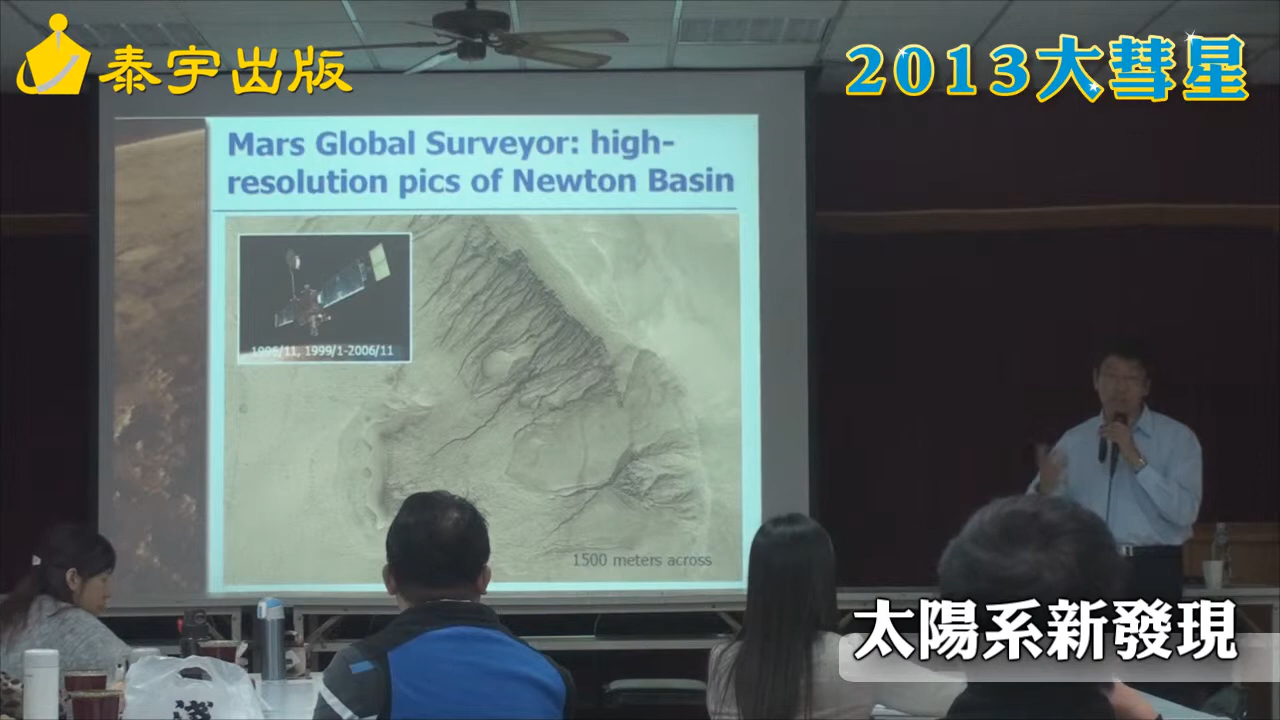 泰宇出版
2013大彗星
Mars Global Surveyor: high-
resolution pics of Newton Basin
1996/11, 1999/1-2006/11
1500 meters across
太陽系新發現